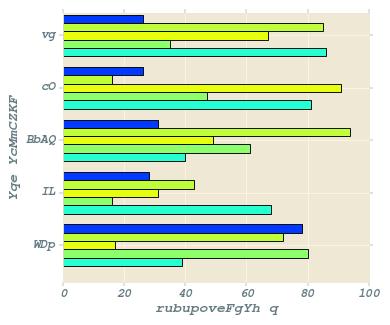 vg
cO
BbAQ
IL
WDp
Yqe YcMmCZKF
0 20 40 60 80 100
rubupoveFgYh q